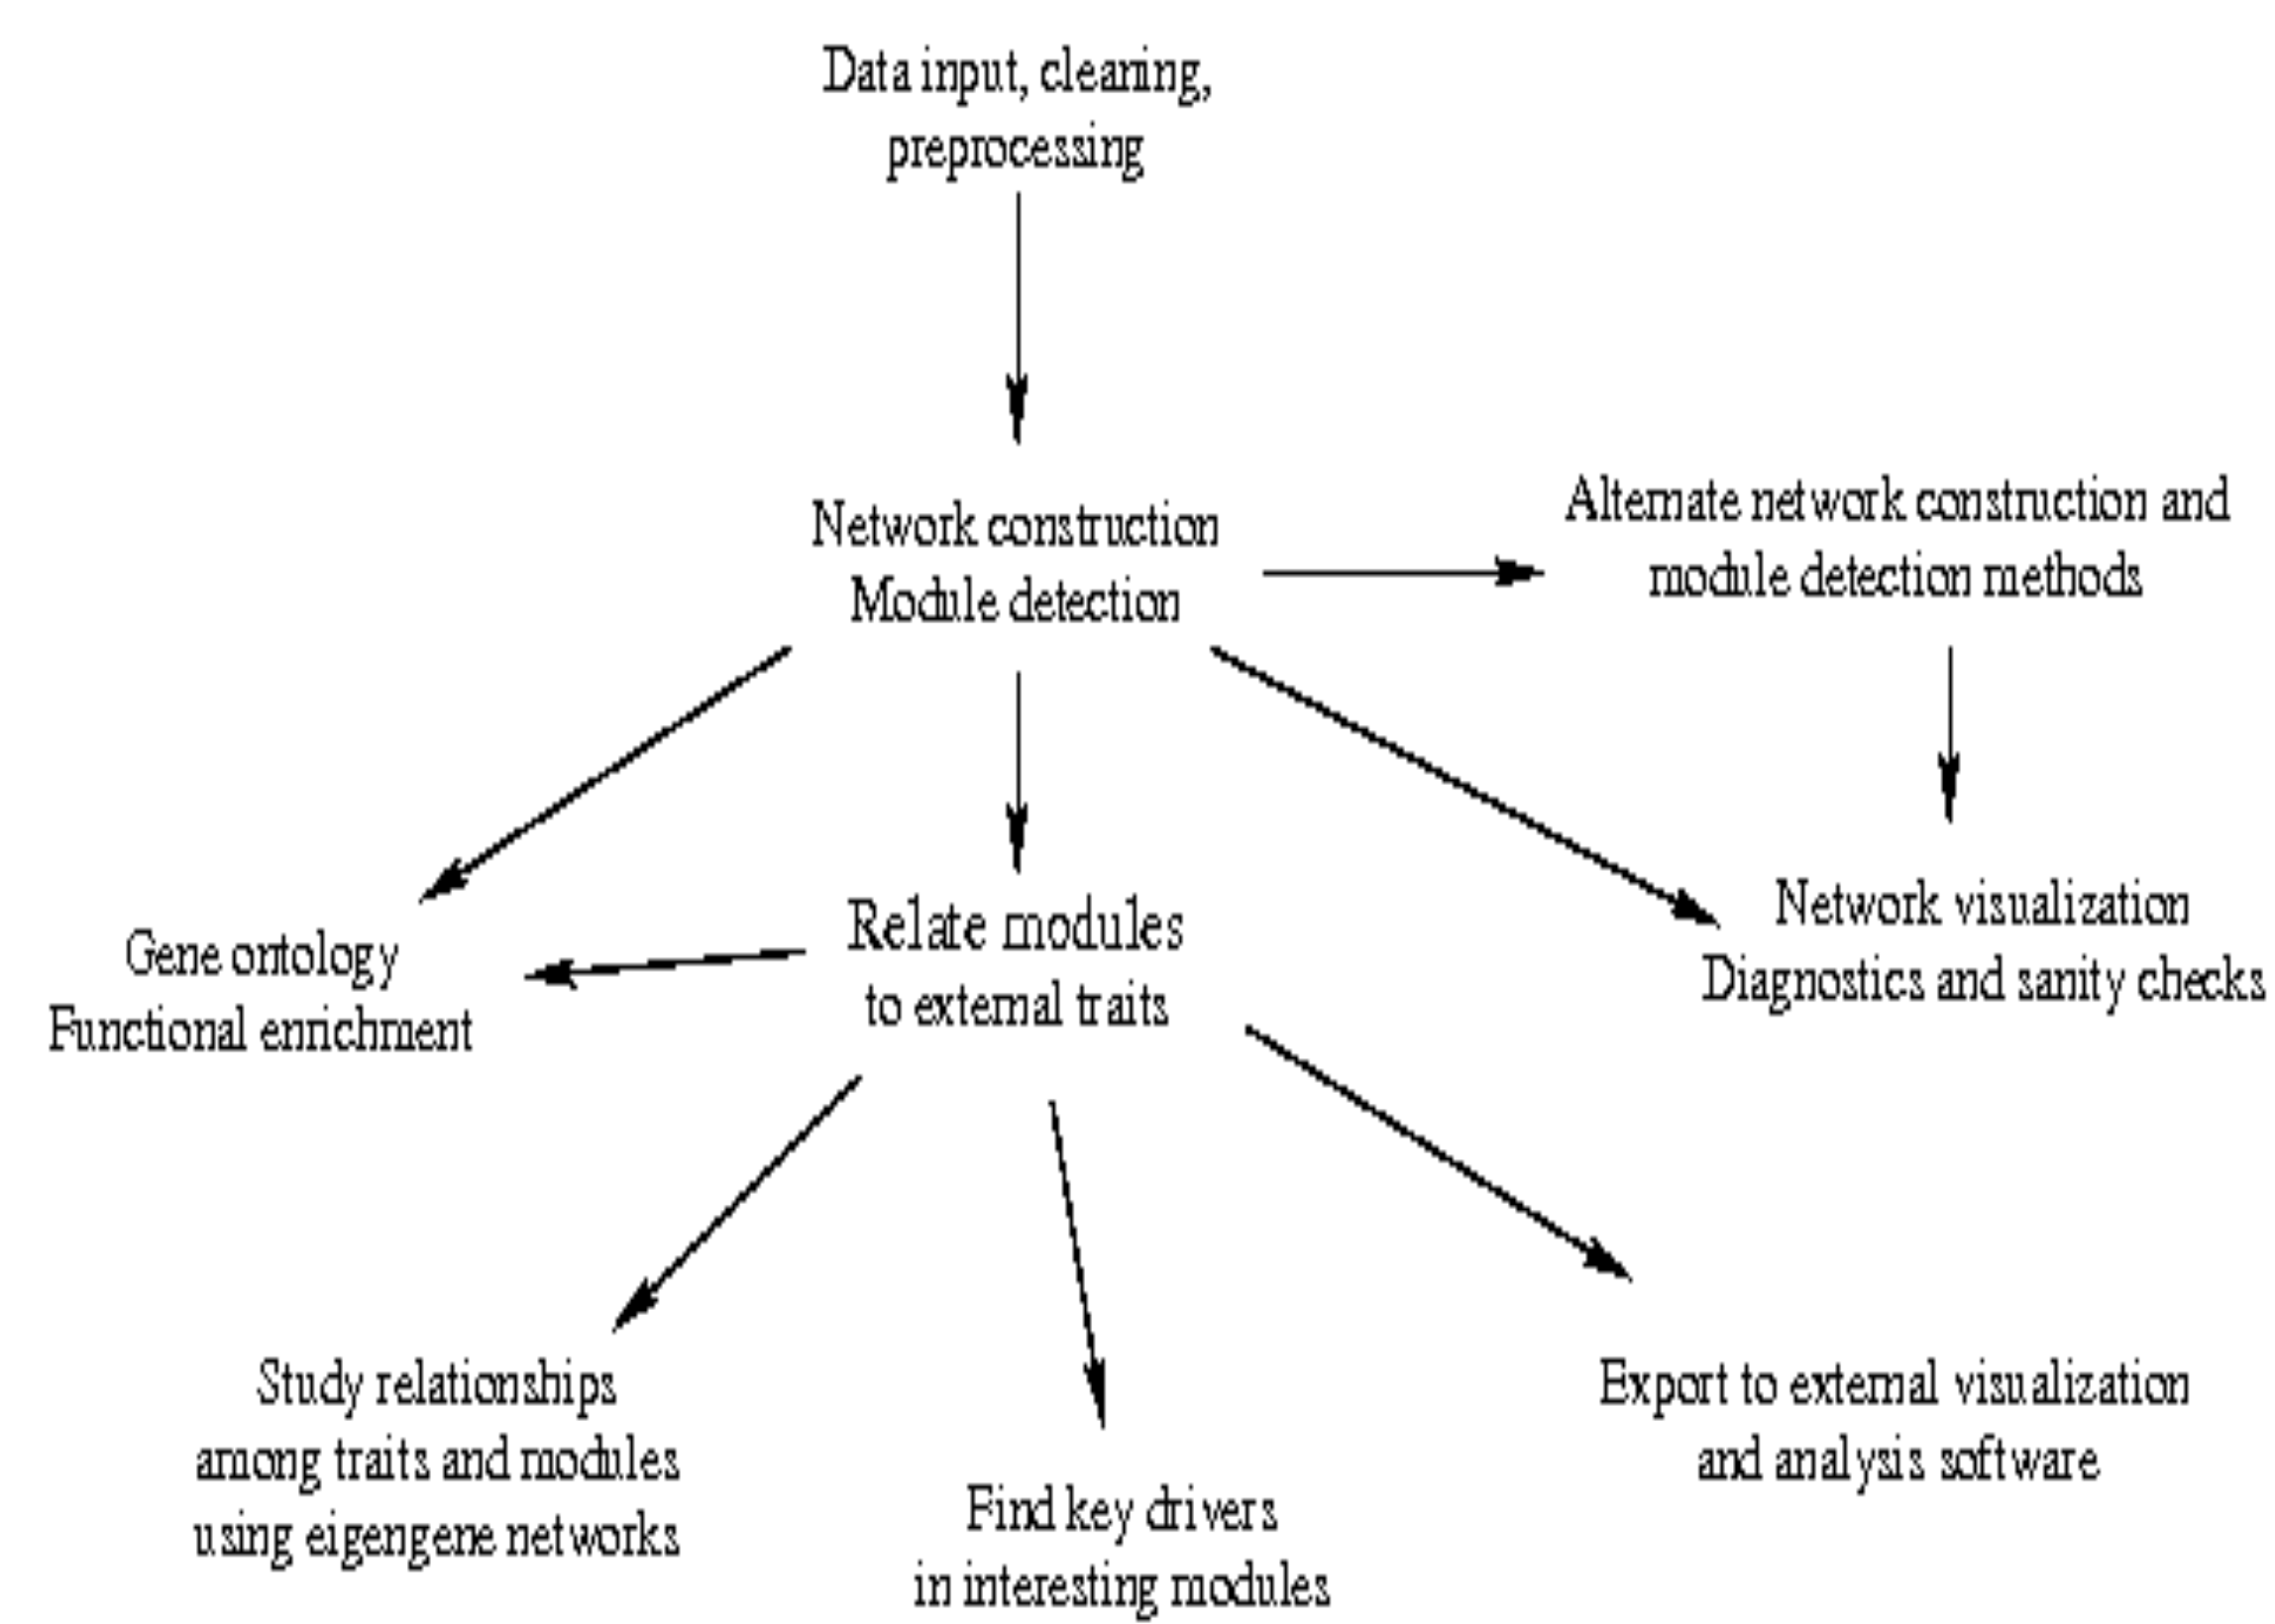 Data input, cleaning,
preprocessing
Network construction
Module detection
Alternate network construction and
module detection methods
Relate modules
to external traits
Network visualization
Diagnostics and sanity checks
Gene ontology
Functional enrichment
Study relationships
among traits and modules
using eigengene networks
Find key drivers
in interesting modules
Export to external visualization
and analysis software